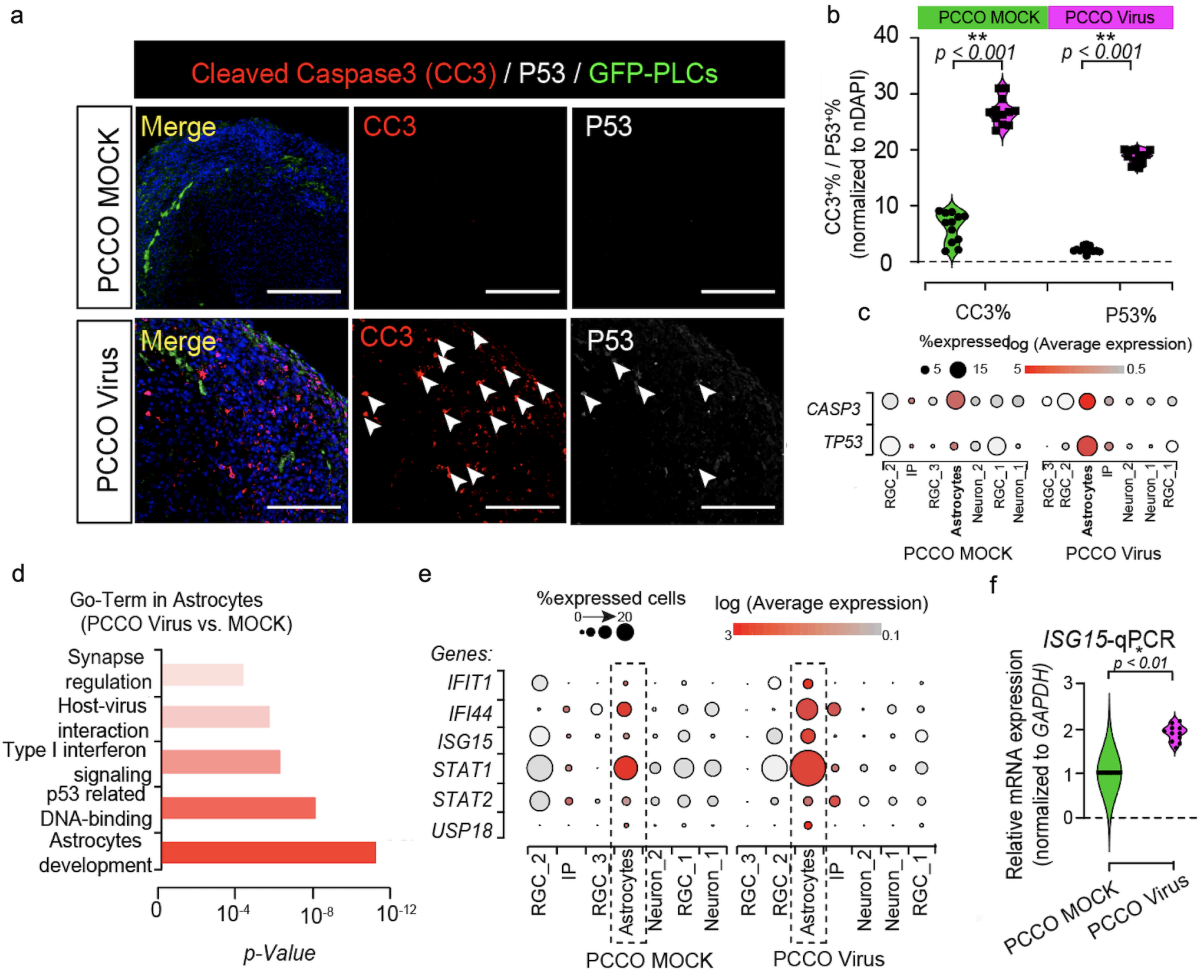 a
Cleaved Caspase3 (CC3) / P53 / GFP-PLCs
PCCO MOCK
Merge
CC3
P53
PCCO Virus
Merge
CC3
P53
b
PCCO MOCK
PCCO Virus
CC3⁺% / P53⁺%
(normalized to nDAPI)
40
30
20
10
0
**
p < 0.001
**
p < 0.001
CC3%
P53%
c
%expressed
log (Average expression)
5
15
5
0.5
CASP3
TP53
RGC_2
IP
RGC_3
Astrocytes
Neuron_2
RGC_1
Neuron_1
RGC_3
RGC_2
Astrocytes
IP
Neuron_2
Neuron_1
RGC_1
PCCO MOCK
PCCO Virus
d
Go-Term in Astrocytes
(PCCO Virus vs. MOCK)
Synapse
regulation
Host-virus
interaction
Type I interferon
signaling
p53 related
DNA-binding
Astrocytes
development
0
10⁻⁴
10⁻⁸
10⁻¹²
p-Value
e
%expressed cells
0
20
log (Average expression)
3
0.1
Genes:
IFIT1
IFI44
ISG15
STAT1
STAT2
USP18
RGC_2
IP
RGC_3
Astrocytes
Neuron_2
RGC_1
Neuron_1
RGC_3
RGC_2
Astrocytes
IP
Neuron_2
Neuron_1
RGC_1
PCCO MOCK
PCCO Virus
f
ISG15-qPCR
*
p < 0.01
Relative mRNA expression
(normalized to GAPDH)
3
2
1
0
PCCO MOCK
PCCO Virus